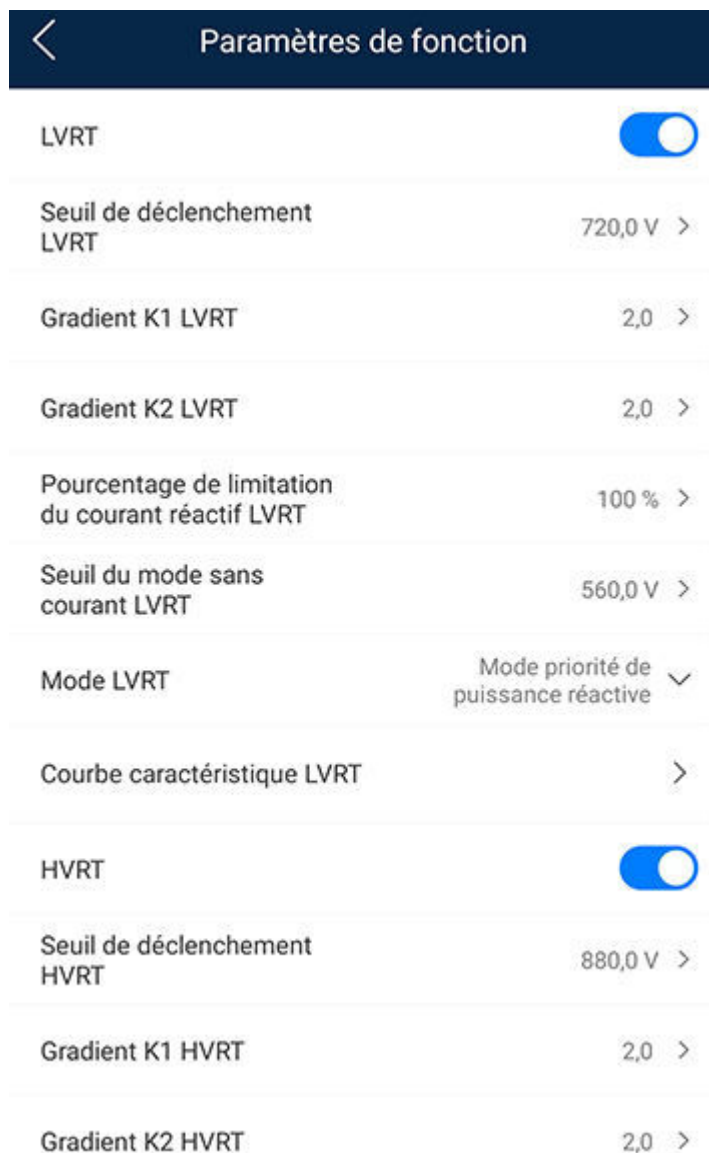 Paramètres de fonction
LVRT
Seuil de déclenchement
LVRT
720,0 V
Gradient K1 LVRT
2,0
Gradient K2 LVRT
2,0
Pourcentage de limitation
du courant réactif LVRT
100 %
Seuil du mode sans
courant LVRT
560,0 V
Mode LVRT
Mode priorité de
puissance réactive
Courbe caractéristique LVRT
HVRT
Seuil de déclenchement
HVRT
880,0 V
Gradient K1 HVRT
2,0
Gradient K2 HVRT
2,0